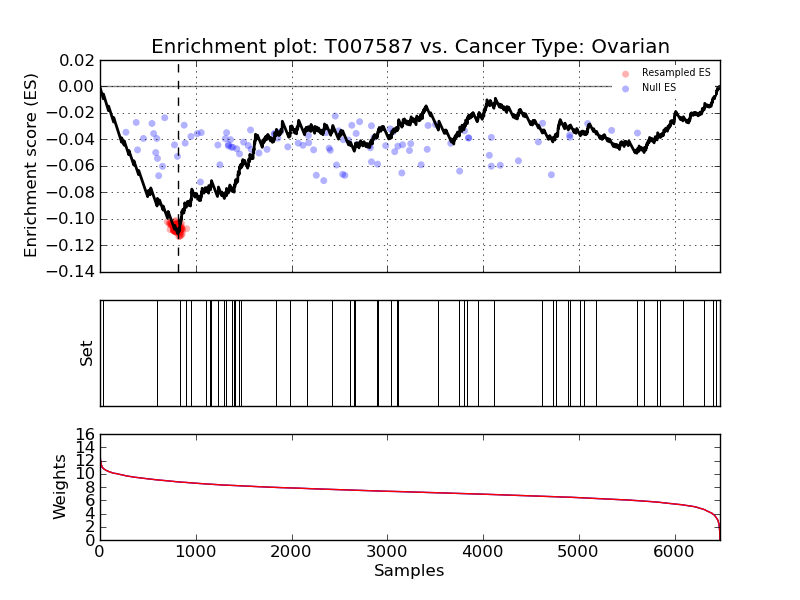 Enrichment plot: T007587 vs. Cancer Type: Ovarian
Enrichment score (ES)
0.02
0.00
−0.02
−0.04
−0.06
−0.08
−0.10
−0.12
−0.14
Resampled ES
Null ES
Set
Weights
16
14
12
10
8
6
4
2
0
0 1000 2000 3000 4000 5000 6000
Samples